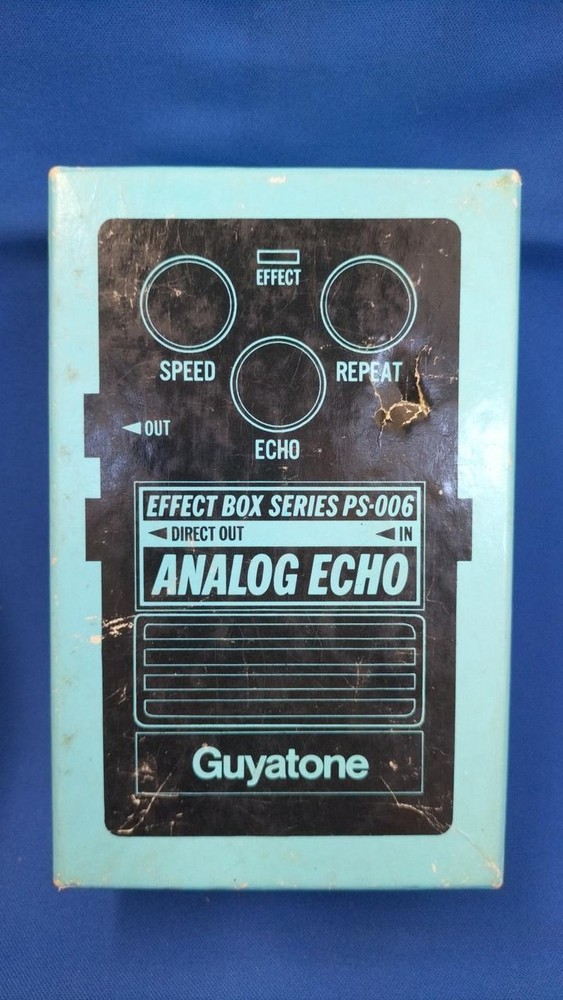 EFFECT
SPEED
REPEAT
ECHO
◄OUT
EFFECT BOX SERIES PS-006
◄DIRECT OUT
◄IN
ANALOG ECHO
Guyatone